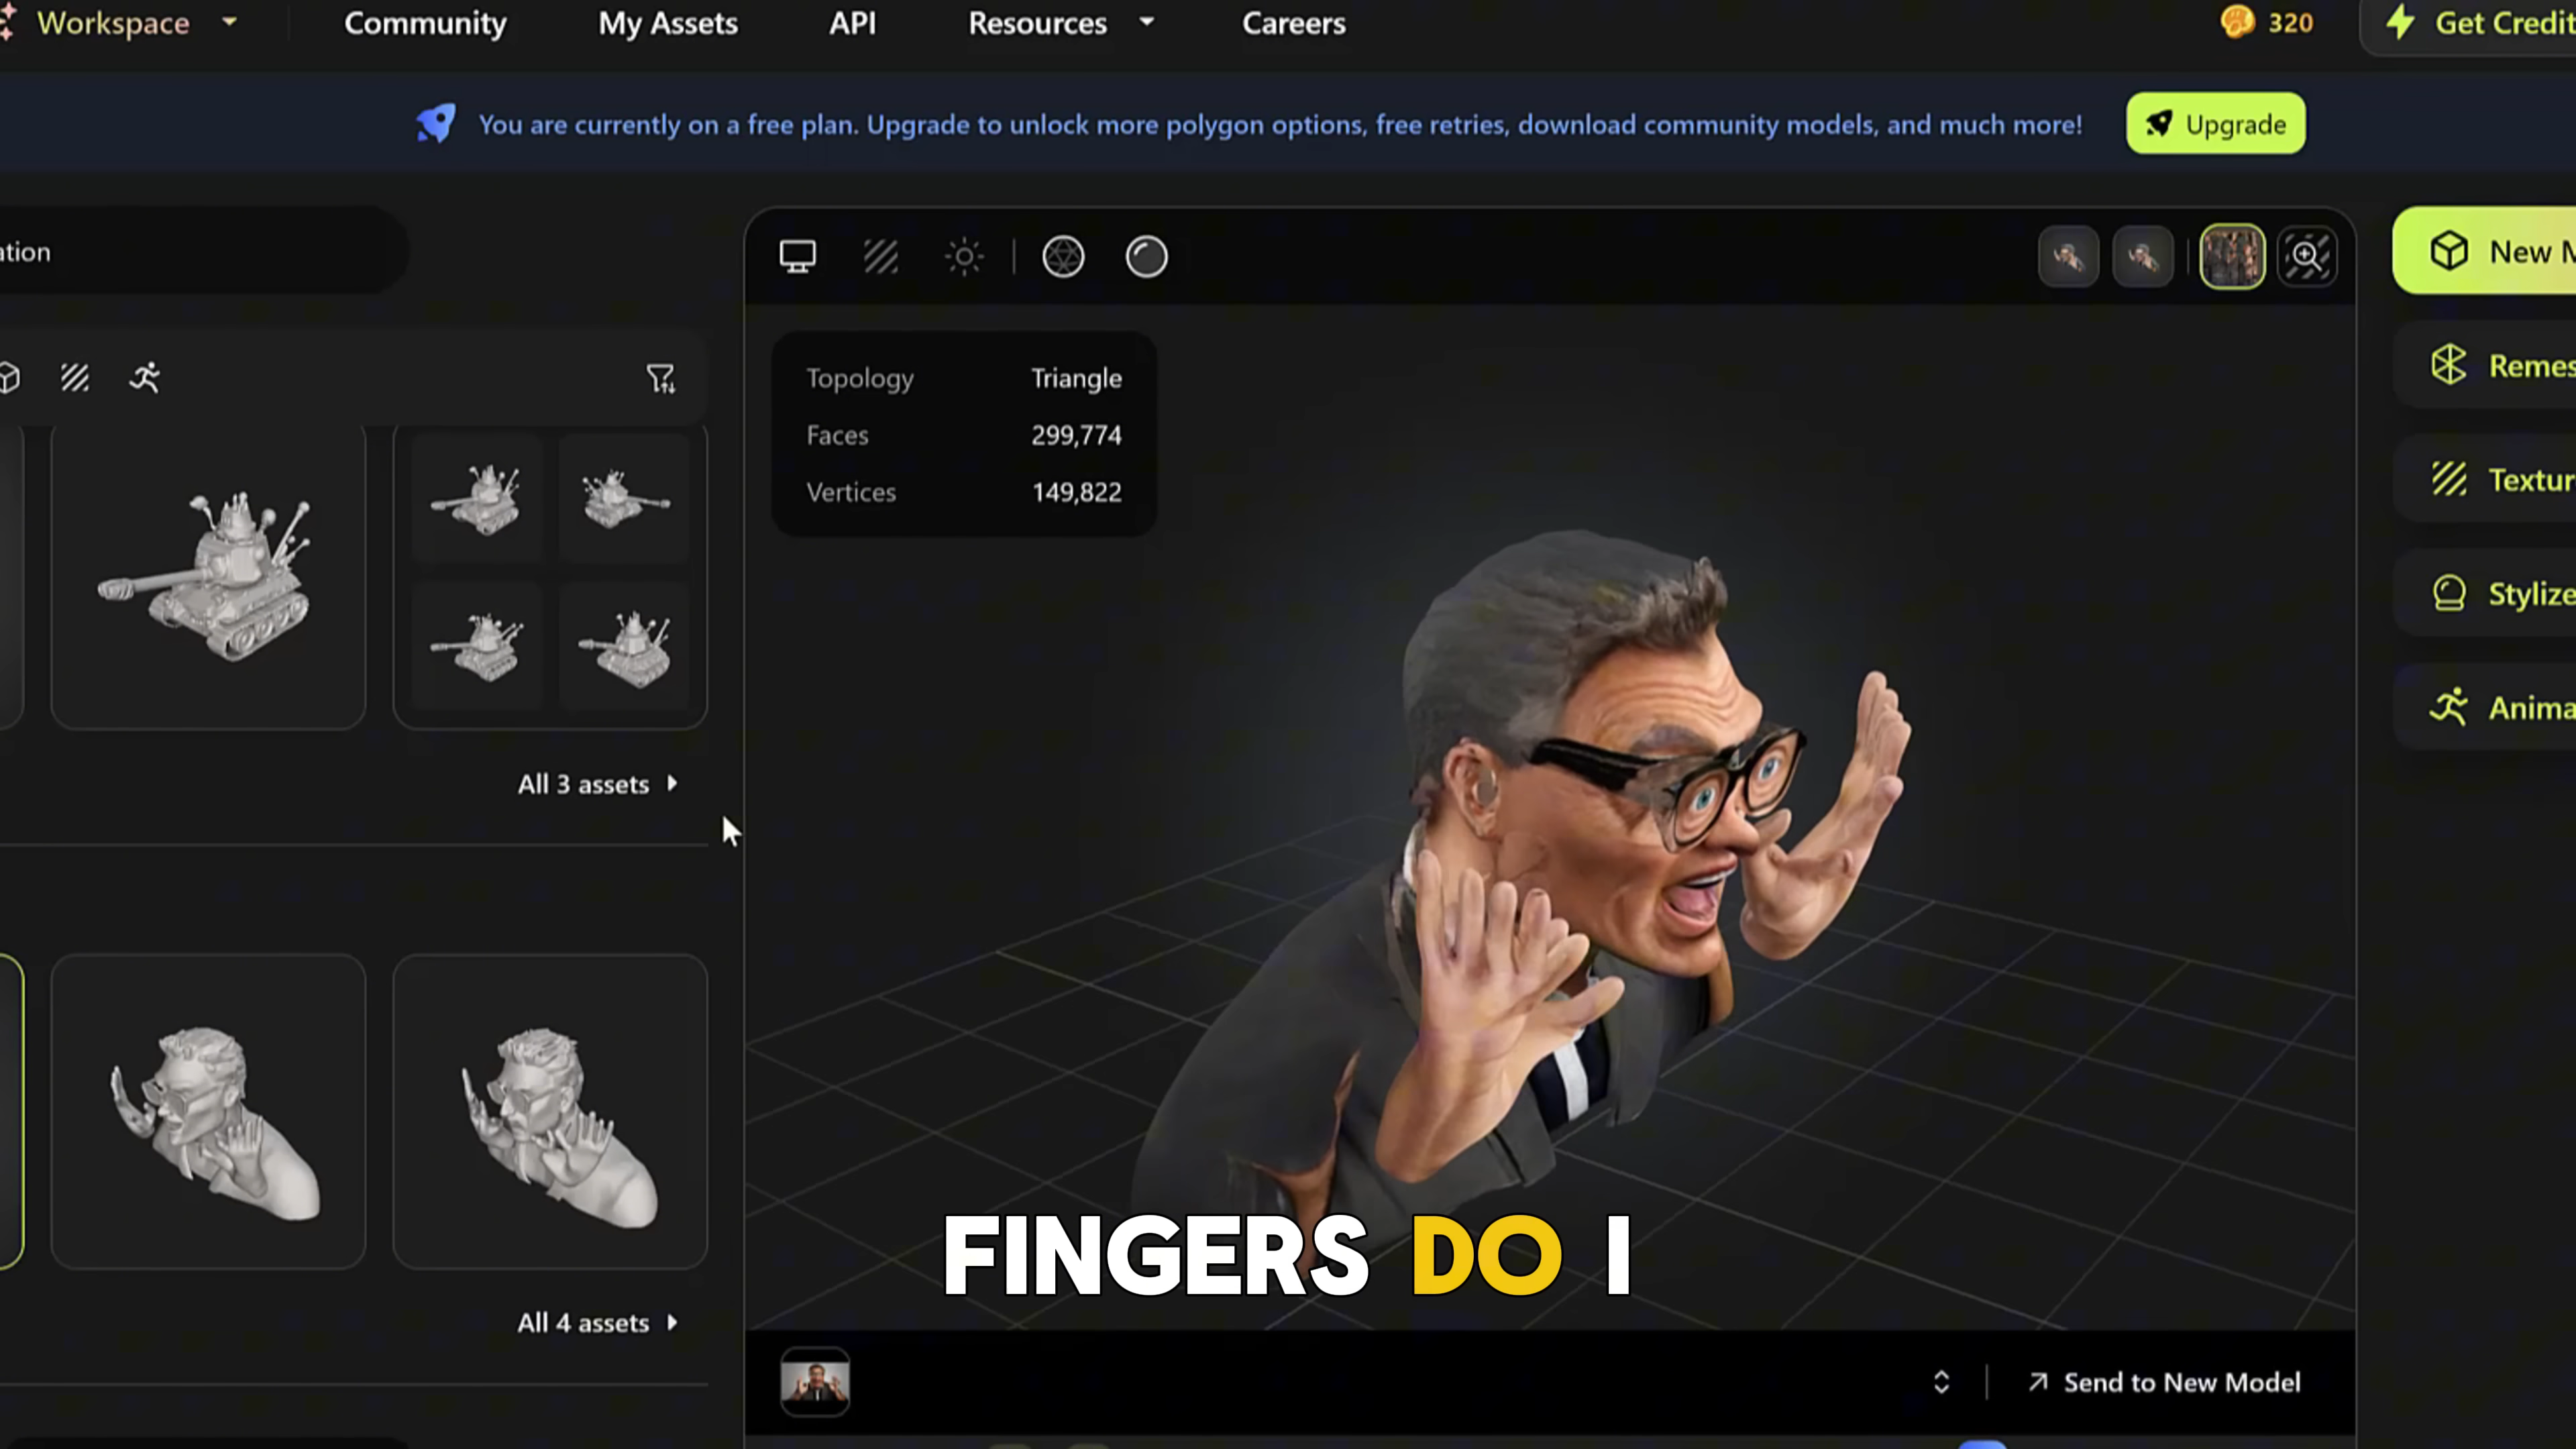 Workspace Community My Assets API Resources Careers 320 Get Credit
You are currently on a free plan. Upgrade to unlock more polygon options, free retries, download community models, and much more! Upgrade
ation
New M
Topology Triangle
Faces 299,774
Vertices 149,822
Remes
Textur
Stylize
Anima
All 3 assets
All 4 assets
FINGERS DO I
Send to New Model